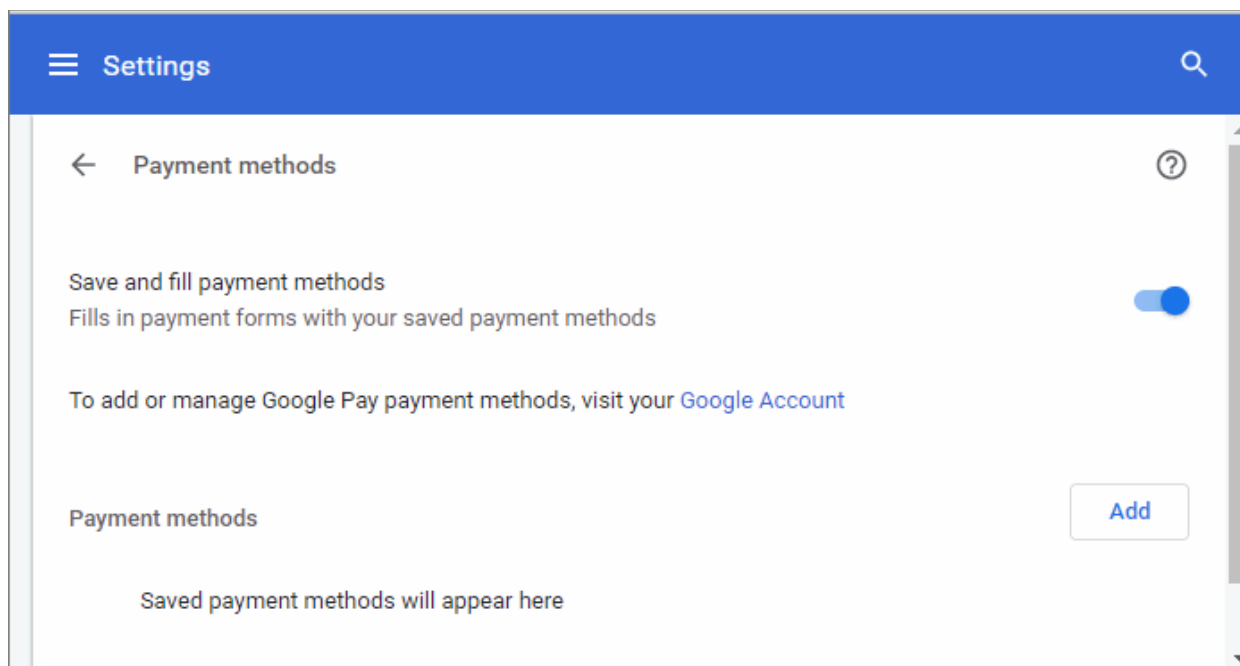 Settings
Payment methods
Save and fill payment methods
Fills in payment forms with your saved payment methods
To add or manage Google Pay payment methods, visit your Google Account
Payment methods
Add
Saved payment methods will appear here